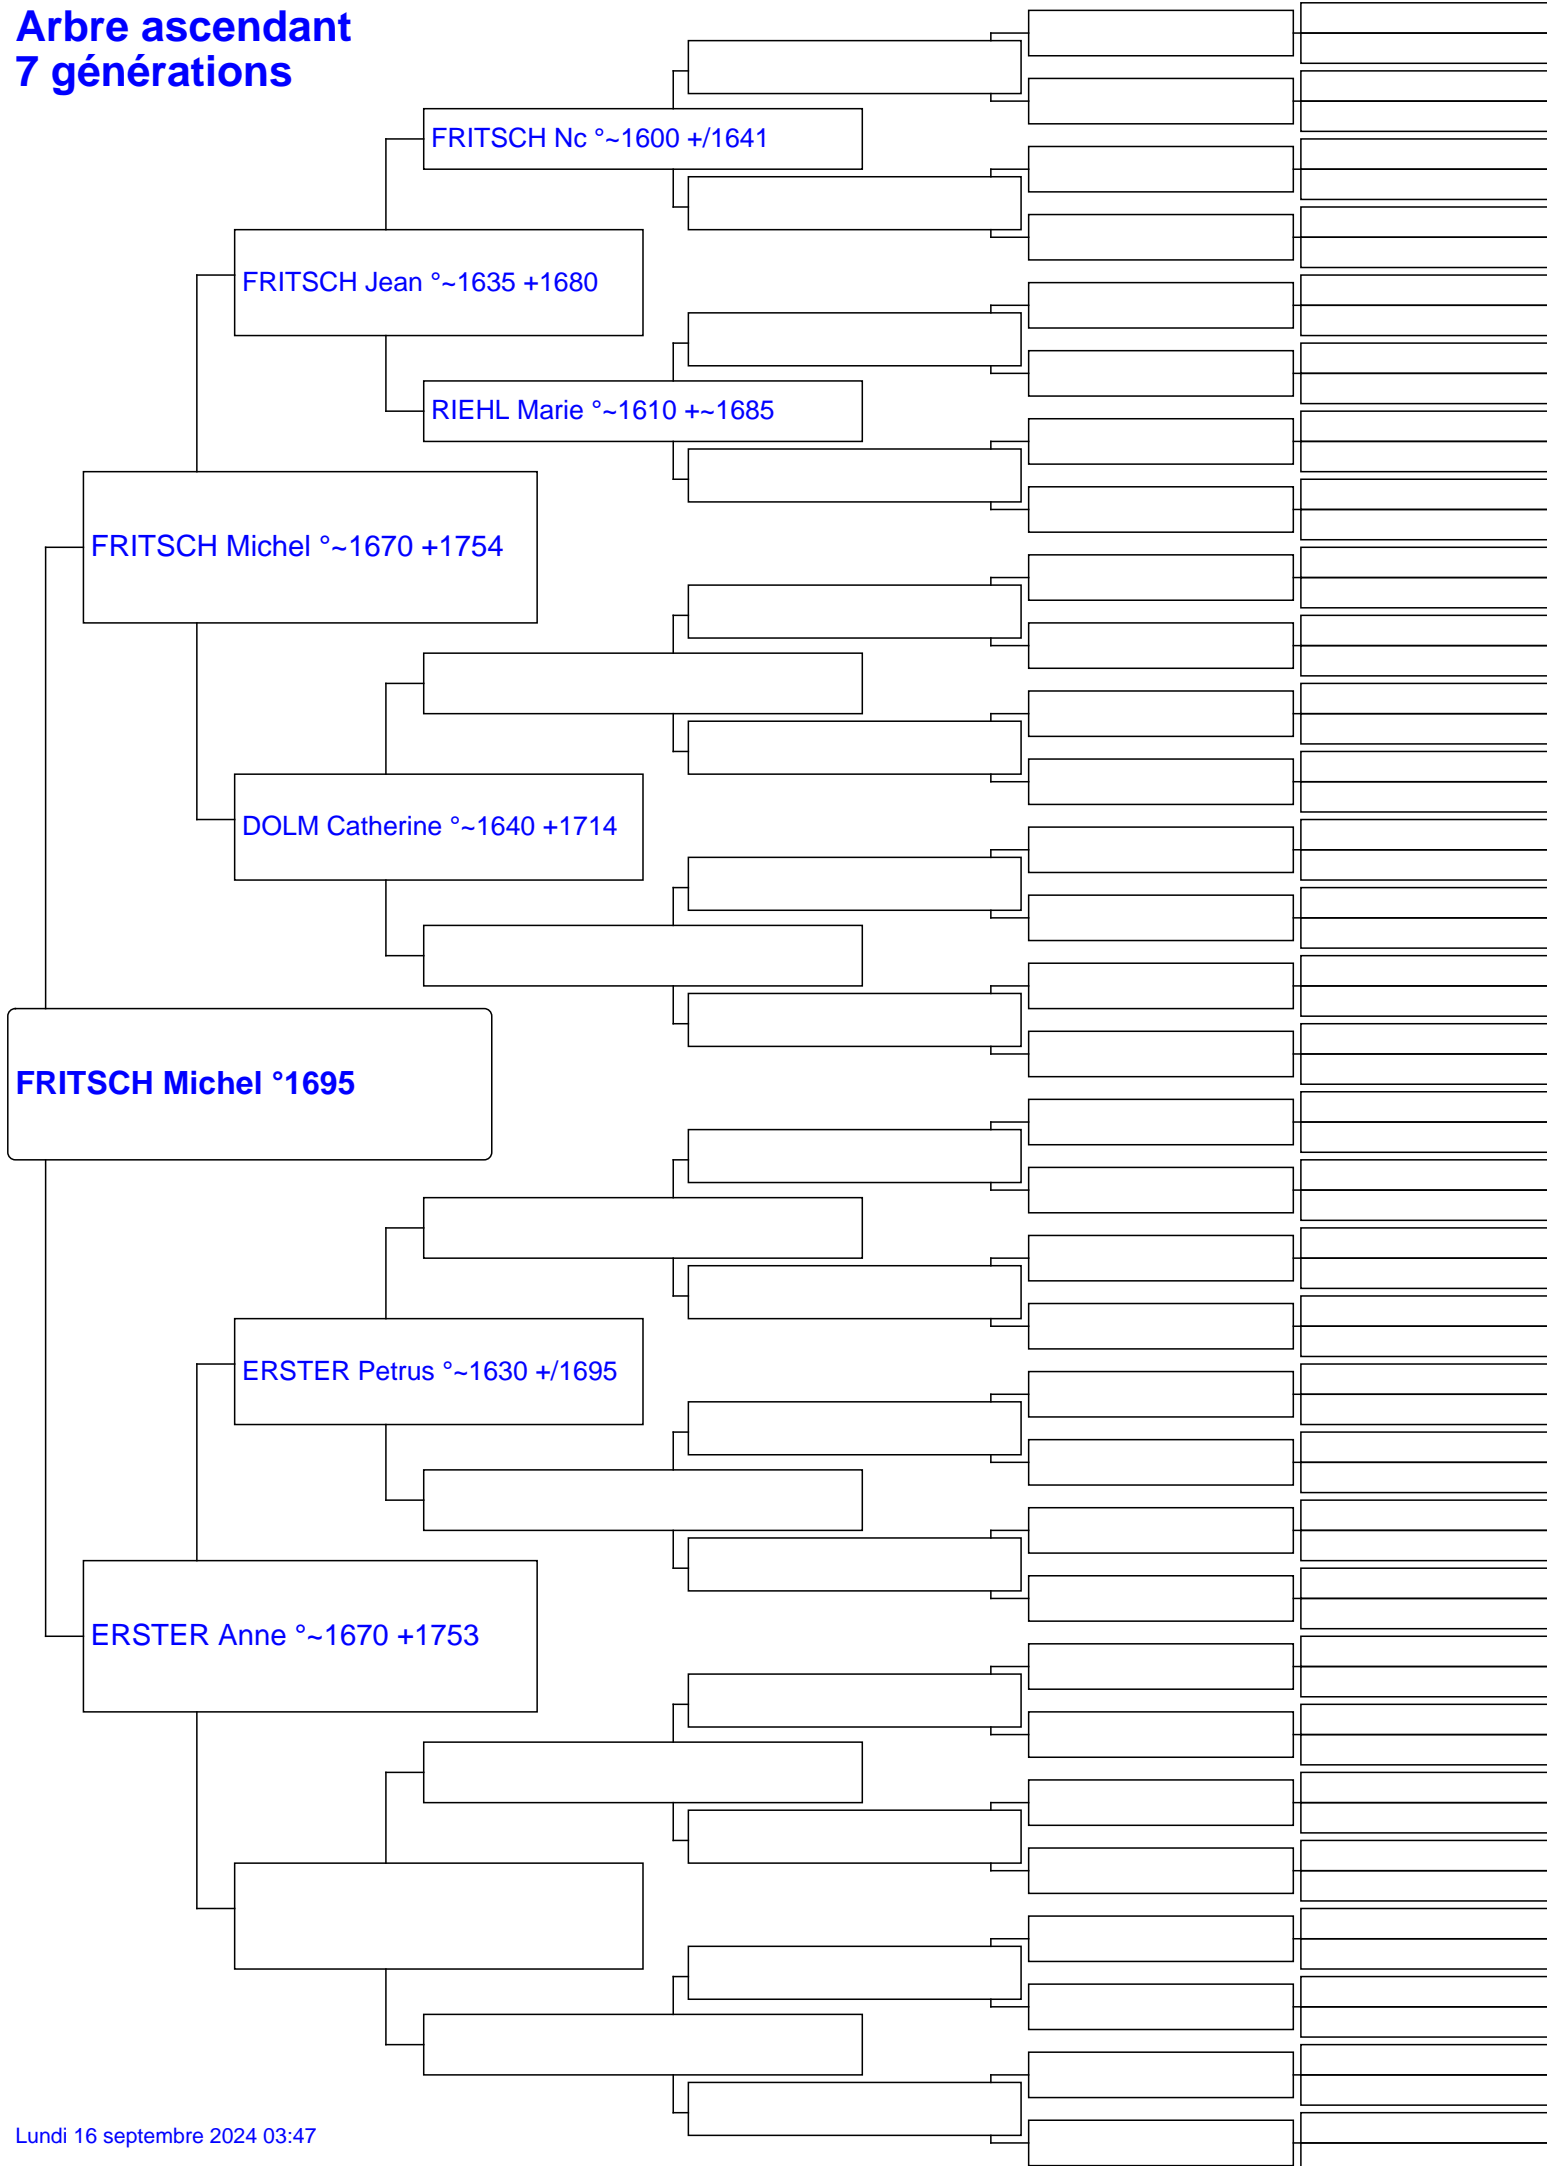 Arbre ascendant
7 générations
FRITSCH Nc °~1600 +/1641
FRITSCH Jean °~1635 +1680
RIEHL Marie °~1610 +~1685
FRITSCH Michel °~1670 +1754
DOLM Catherine °~1640 +1714
FRITSCH Michel °1695
ERSTER Petrus °~1630 +/1695
ERSTER Anne °~1670 +1753
Lundi 16 septembre 2024 03:47